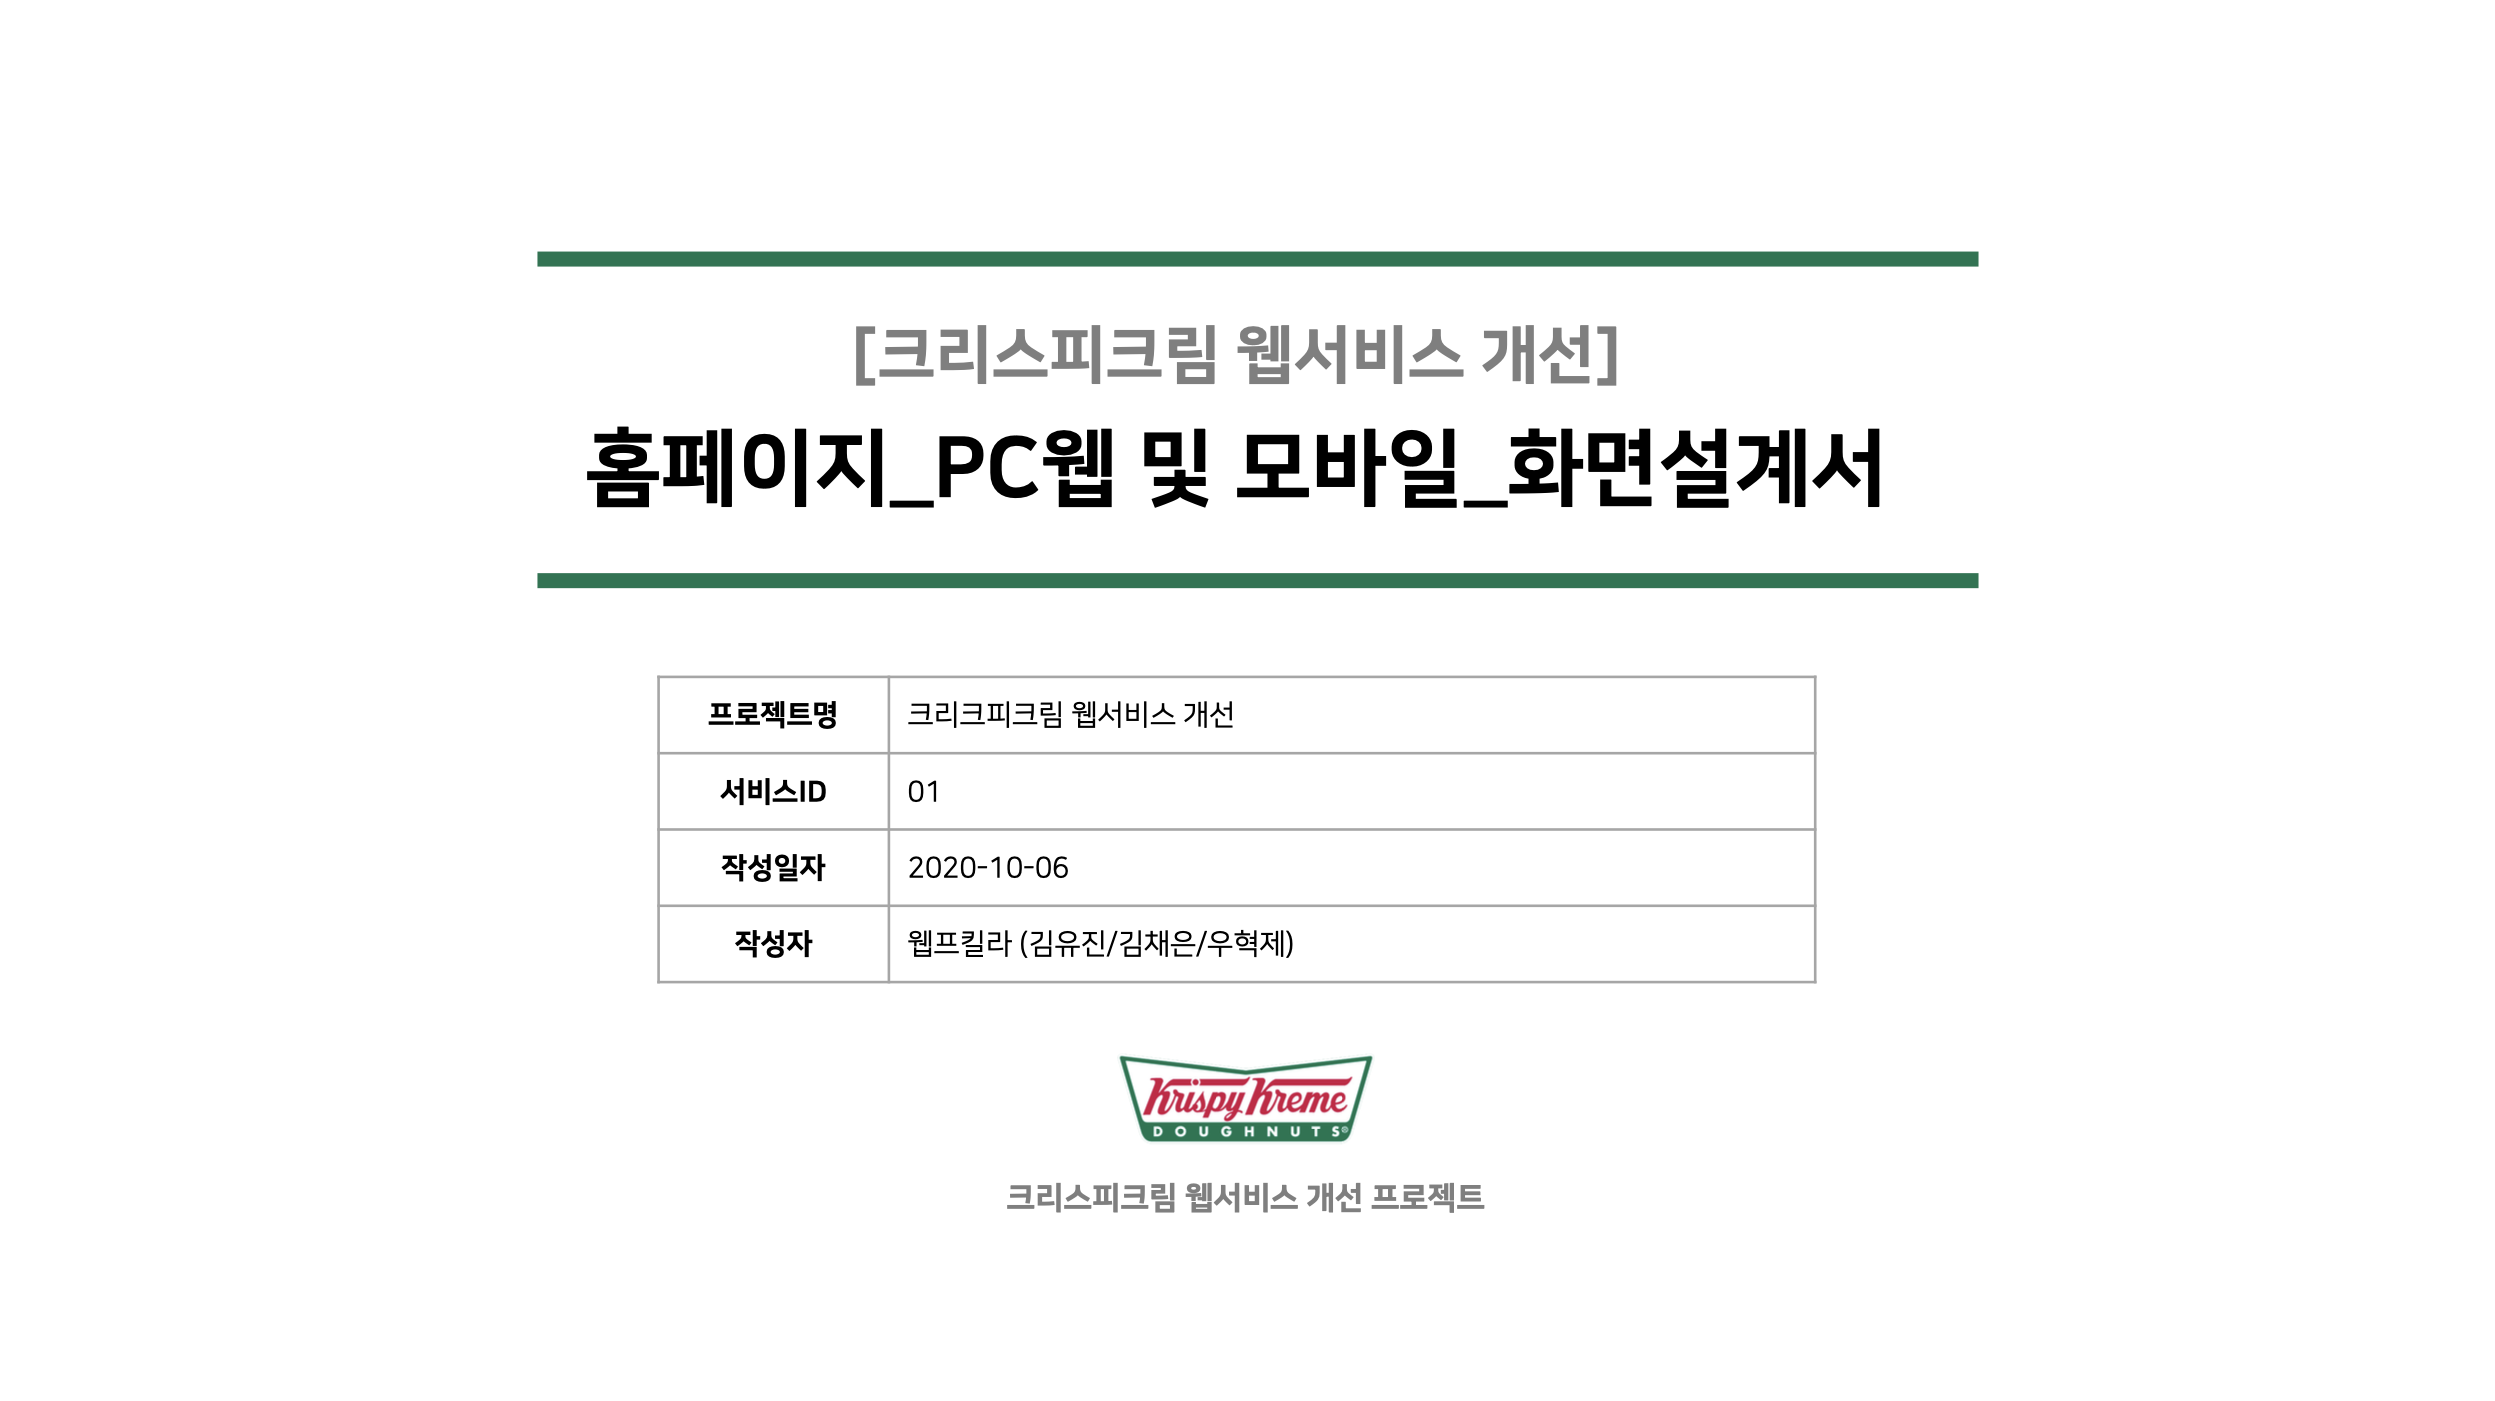 [크리스피크림 웹서비스 개선]
홈페이지_PC웹 및 모바일_화면설계서
프로젝트명 크리스피크림 웹서비스 개선
서비스ID 01
작성일자 2020-10-06
작성자 웹프길라 (김유진/김채은/우혁제)
Krispy Kreme
DOUGHNUTS®
크리스피크림 웹서비스 개선 프로젝트